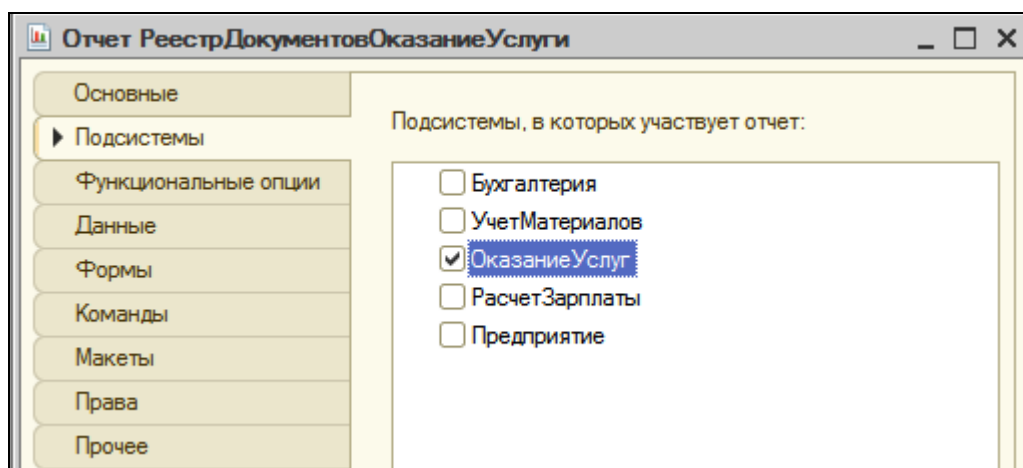 Отчет РеестрДокументовОказаниеУслуги
Основные
Подсистемы
Функциональные опции
Данные
Формы
Команды
Макеты
Права
Прочее
Подсистемы, в которых участвует отчет:
Бухгалтерия
УчетМатериалов
ОказаниеУслуг
РасчетЗарплаты
Предприятие